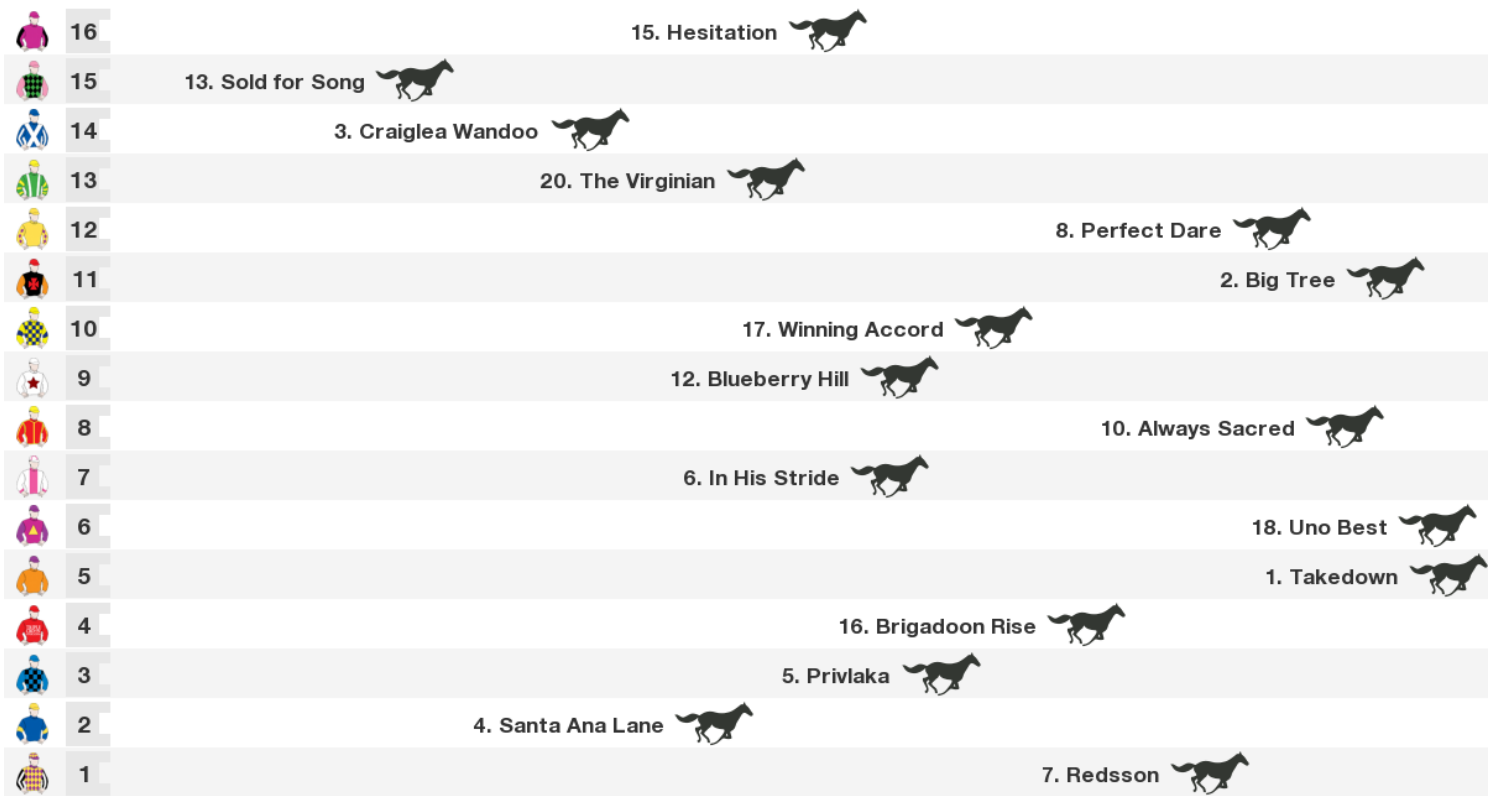 16 15. Hesitation
15 13. Sold for Song
14 3. Craiglea Wandoo
13 20. The Virginian
12 8. Perfect Dare
11 2. Big Tree
10 17. Winning Accord
9 12. Blueberry Hill
8 10. Always Sacred
7 6. In His Stride
6 18. Uno Best
5 1. Takedown
4 16. Brigadoon Rise
3 5. Privlaka
2 4. Santa Ana Lane
1 7. Redsson